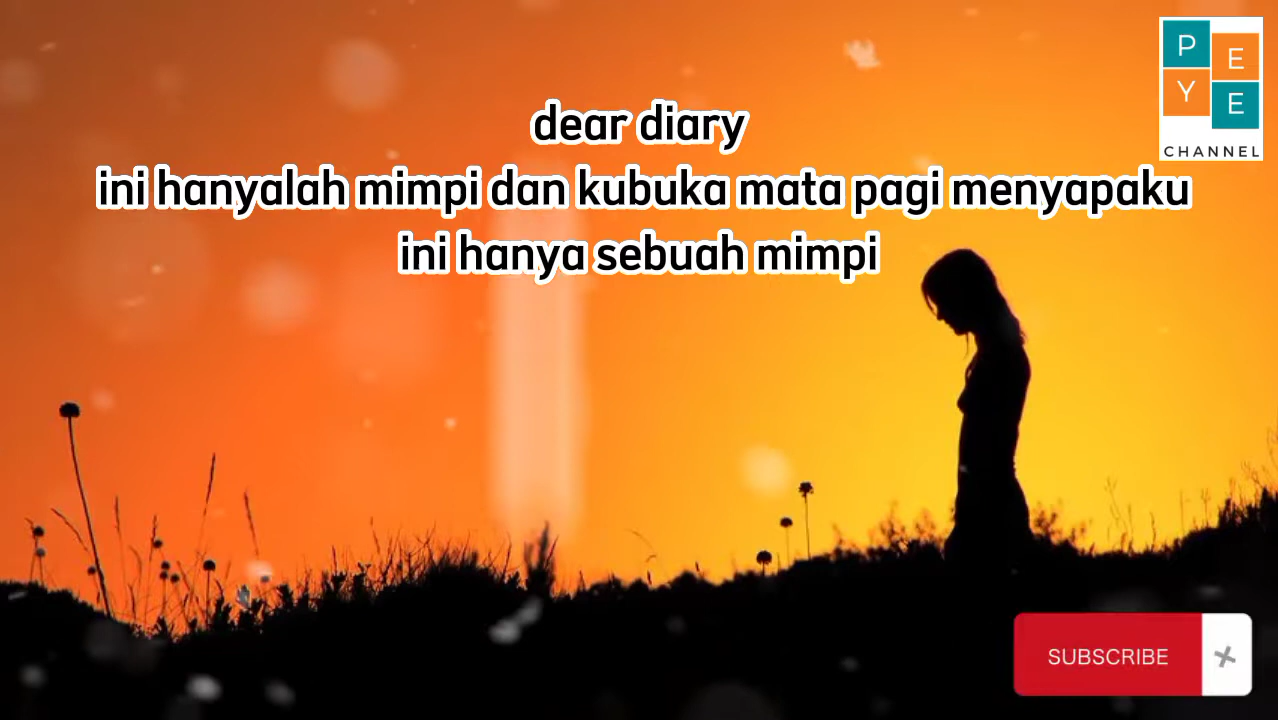 dear diary
ini hanyalah mimpi dan kubuka mata pagi menyapaku
ini hanya sebuah mimpi
P E
Y E
CHANNEL
SUBSCRIBE